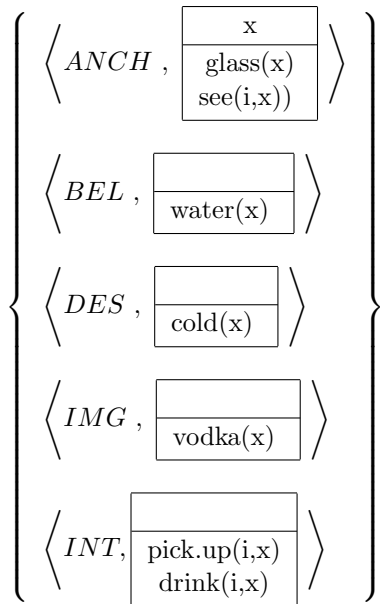 x
⟨ANCH , glass(x)
see(i,x))⟩
⟨BEL , water(x)⟩
⟨DES , cold(x)⟩
⟨IMG , vodka(x)⟩
⟨INT, pick.up(i,x)
drink(i,x)⟩